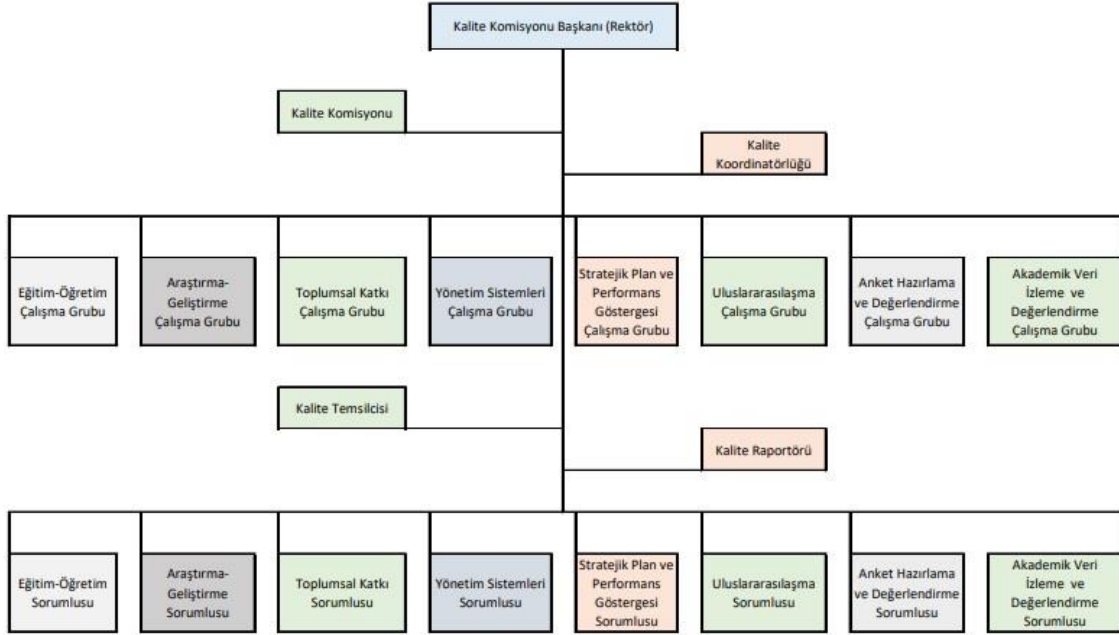 Kalite Komisyonu Başkanı (Rektör)
Kalite Komisyonu
Kalite
Koordinatörlüğü
Eğitim-Öğretim
Çalışma Grubu
Araştırma-
Geliştirme
Çalışma Grubu
Toplumsal Katkı
Çalışma Grubu
Yönetim Sistemleri
Çalışma Grubu
Stratejik Plan ve
Performans
Göstergesi
Çalışma Grubu
Uluslararasılaşma
Çalışma Grubu
Anket Hazırlama
ve Değerlendirme
Çalışma Grubu
Akademik Veri
İzleme ve
Değerlendirme
Çalışma Grubu
Kalite Temsilcisi
Kalite Raportörü
Eğitim-Öğretim
Sorumlusu
Araştırma-
Geliştirme
Sorumlusu
Toplumsal Katkı
Sorumlusu
Yönetim Sistemleri
Sorumlusu
Stratejik Plan ve
Performans
Göstergesi
Sorumlusu
Uluslararasılaşma
Sorumlusu
Anket Hazırlama
ve Değerlendirme
Sorumlusu
Akademik Veri
İzleme ve
Değerlendirme
Sorumlusu